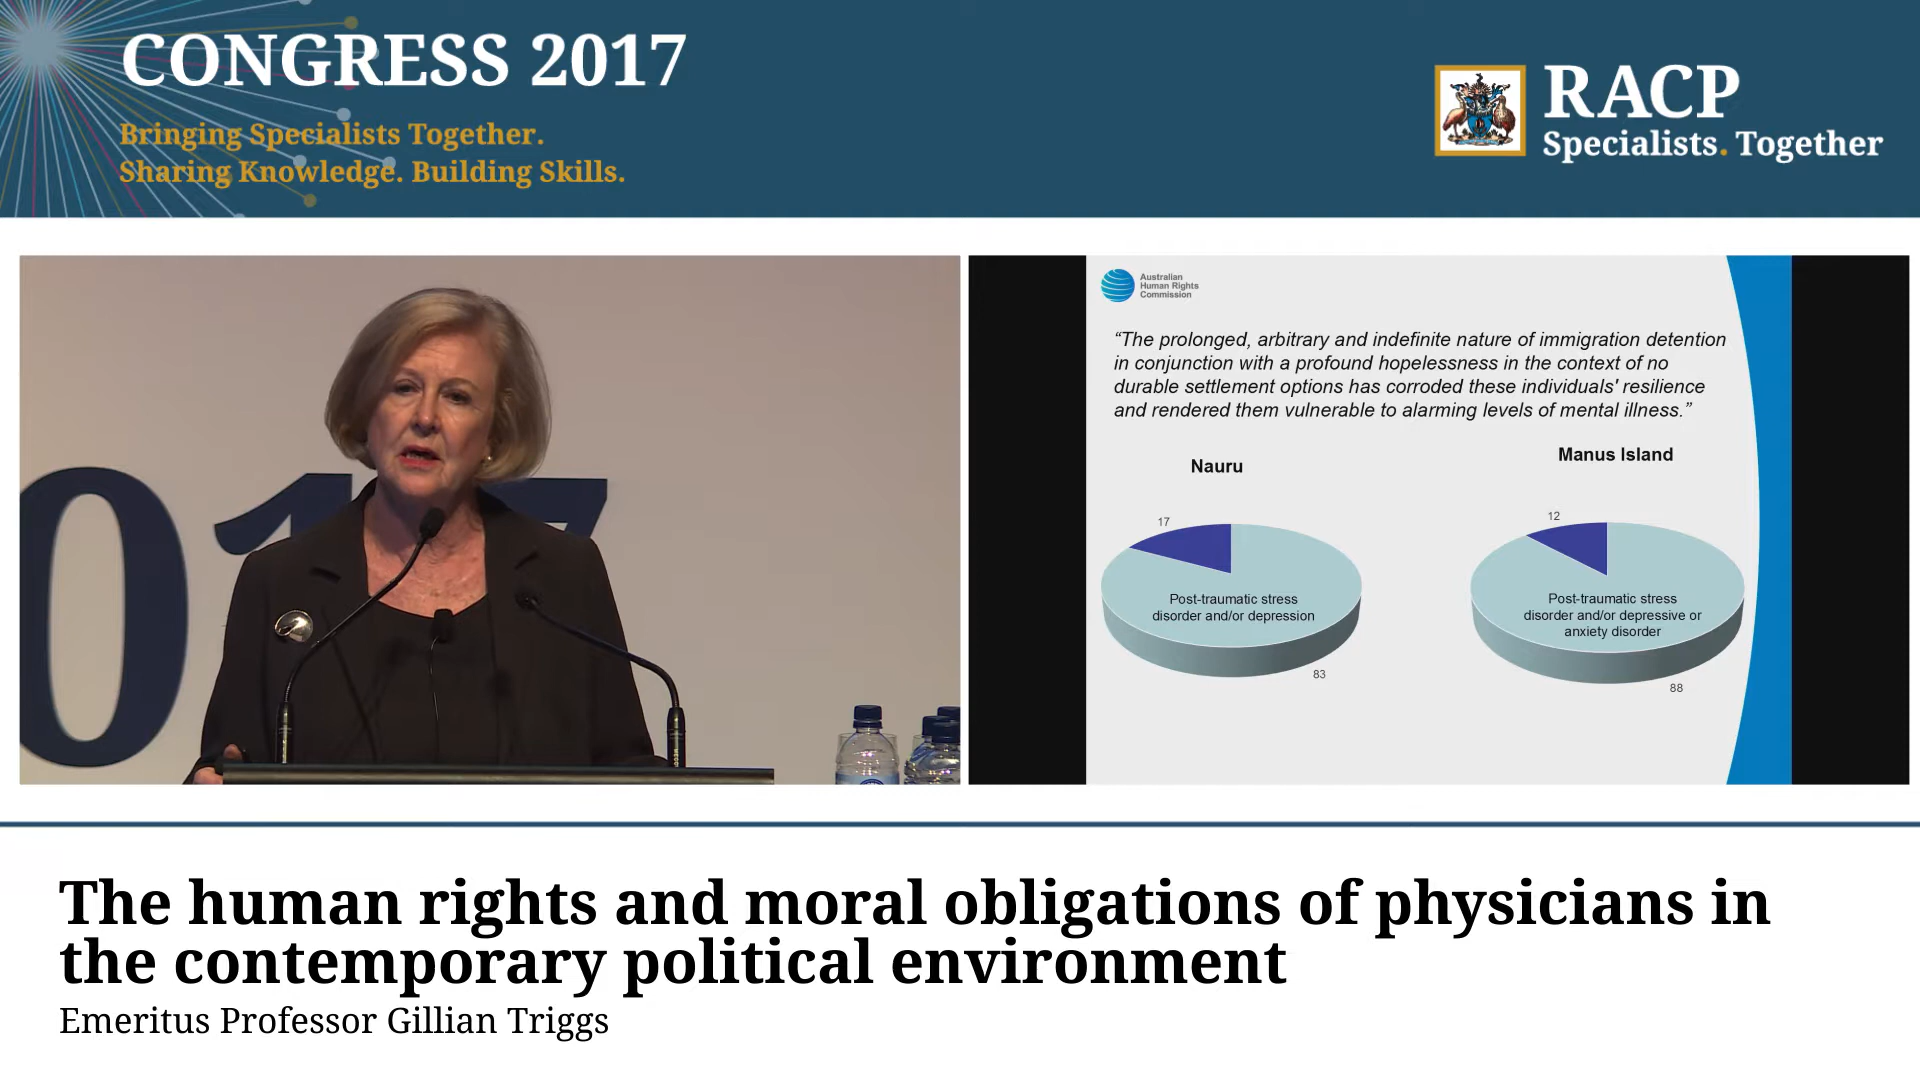 CONGRESS 2017
Bringing Specialists Together.
Sharing Knowledge. Building Skills.
RACP
Specialists. Together
017
Australian
Human Rights
Commission
“The prolonged, arbitrary and indefinite nature of immigration detention
in conjunction with a profound hopelessness in the context of no
durable settlement options has corroded these individuals' resilience
and rendered them vulnerable to alarming levels of mental illness.”
Nauru
Manus Island
17
Post-traumatic stress
disorder and/or depression
83
12
Post-traumatic stress
disorder and/or depressive or
anxiety disorder
88
The human rights and moral obligations of physicians in
the contemporary political environment
Emeritus Professor Gillian Triggs